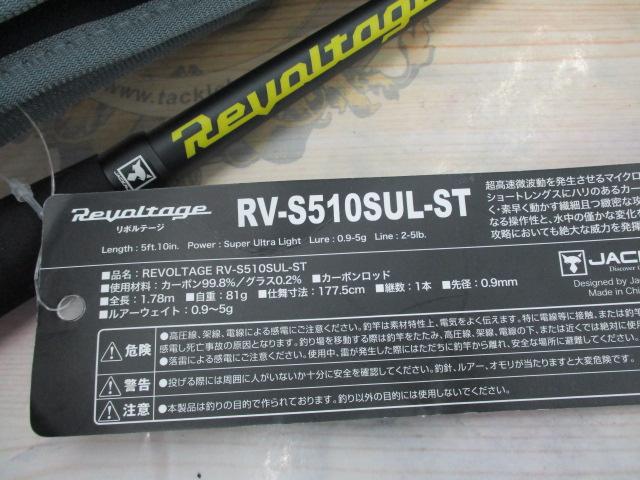 www.tackle
Revoltage
Revoltage
リボルテージ
RV-S510SUL-ST
Length : 5ft.10in. Power : Super Ultra Light Lure : 0.9-5g Line : 2-5lb.
■品名：REVOLTAGE RV-S510SUL-ST
■使用材料：カーボン99.8%／グラス0.2% ■カーボンロッド
■全長：1.78m ■自重：81g ■仕舞寸法：177.5cm ■継数：1本 ■先径：0.9mm
■ルアーウェイト：0.9〜5g
超高速微波動を発生させるマイクロ
ショートレングスにハリのあるカー
く・素早く動かす繊細且つ緻密な攻
なる操作性と、水中の僅かな変化を
攻略においても絶大な威力を発揮
JAC
Discover
Designed by Jac
Made in Chi
危険
●高圧線、架線、電線による感電にご注意ください。釣竿は素材特性上、電気をよく伝えます。特に電線等に接触、または釣
感電し死亡事故の原因となります。釣り場を移動する際は釣竿をたたみ、高圧線、架線、電線の下、または近くでは絶対に使用
●落雷による感電にご注意ください。使用中、雷が発生した際にはただちに釣竿から離れ、安全な場所に避難してください。
警告
●投げる際には周囲に人がいないか十分に安全を確認してください。釣針、ルアー、オモリが当たりますと大変危険です。
注意
●本製品は釣りの目的で作られております。釣り以外の目的には使用しないでください。